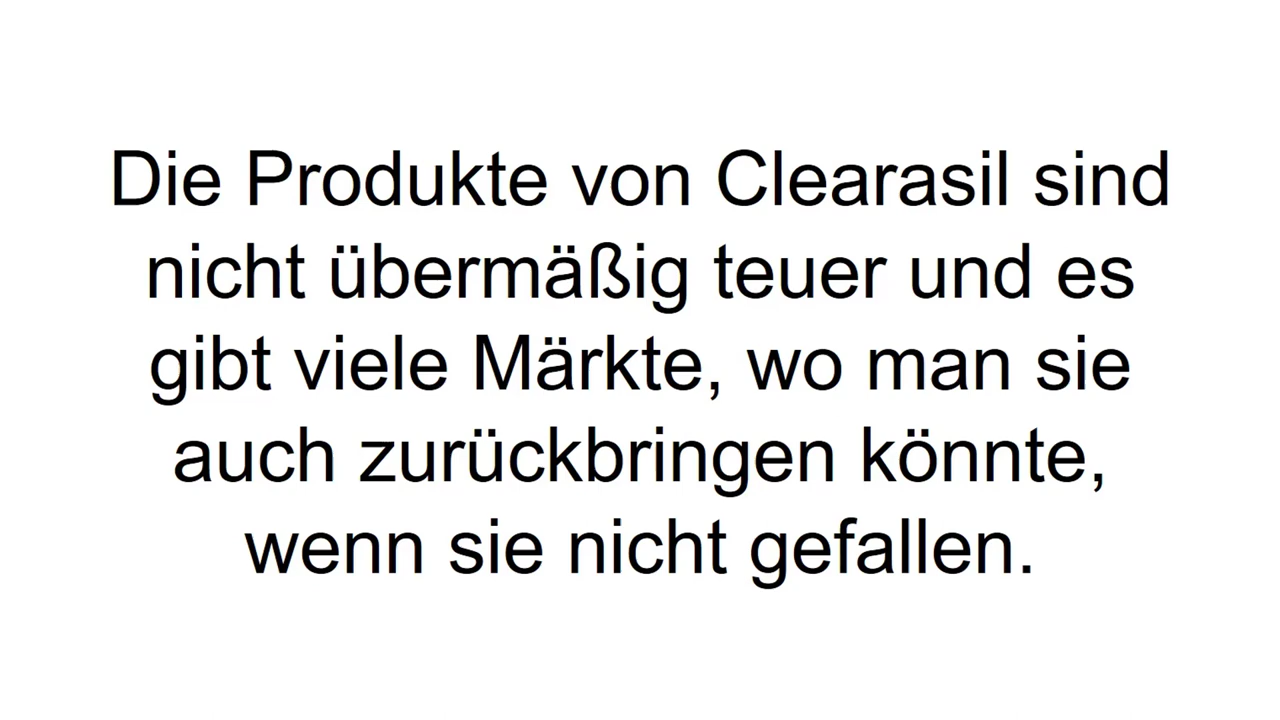 Die Produkte von Clearasil sind
nicht übermäßig teuer und es
gibt viele Märkte, wo man sie
auch zurückbringen könnte,
wenn sie nicht gefallen.